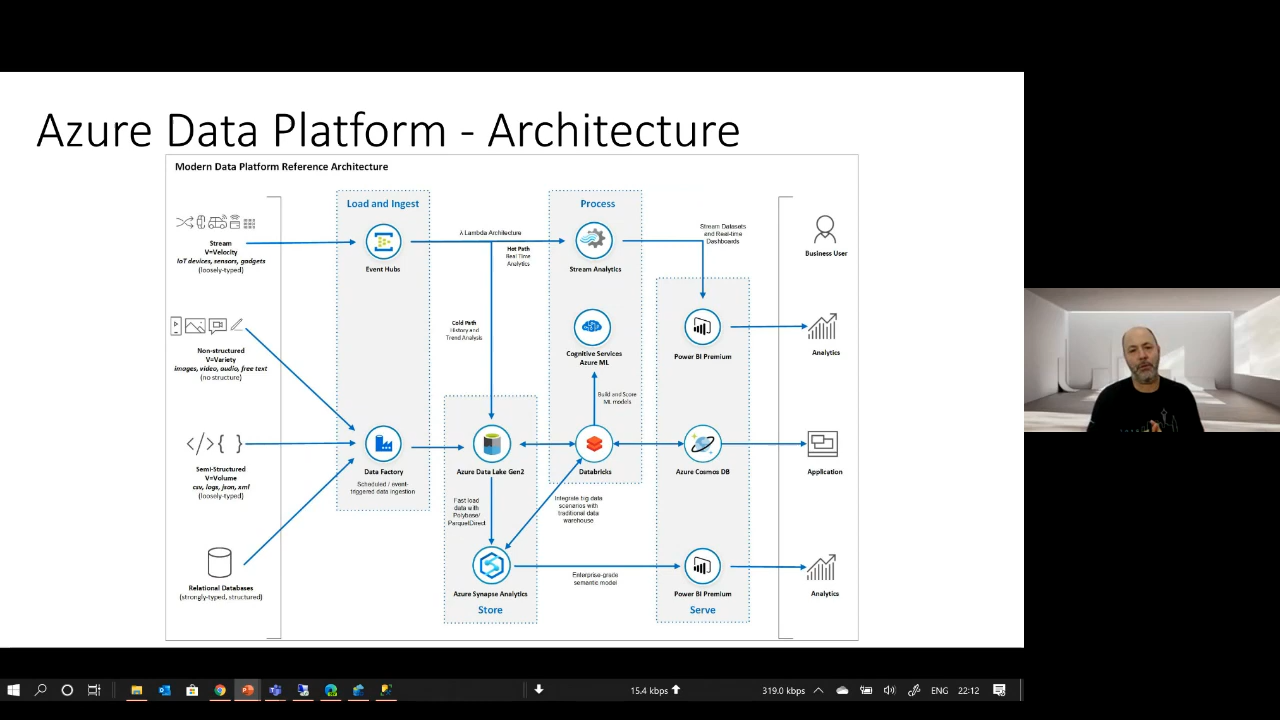 Azure Data Platform - Architecture
Modern Data Platform Reference Architecture
Load and Ingest
Process
Stream
V=Velocity
IoT devices, sensors, gadgets
(loosely-typed)
Event Hubs
λ Lambda Architecture
Hot Path
Real Time
Analytics
Stream Analytics
Stream Datasets
and Real-time
Dashboards
Business User
Non-structured
V=Variety
images, video, audio, free text
(no structure)
Cold Path
History and
Trend Analysis
Cognitive Services
Azure ML
Power BI Premium
Analytics
Build and Score
ML models
</> { }
Semi-Structured
V=Volume
csv, logs, json, xml
(loosely-typed)
Data Factory
Scheduled / event-
triggered data ingestion
Azure Data Lake Gen2
Databricks
Azure Cosmos DB
Application
Fast load
data with
Polybase/
ParquetDirect
Integrate big data
scenarios with
traditional data
warehouse
Relational Databases
(strongly-typed, structured)
Azure Synapse Analytics
Store
Enterprise-grade
semantic model
Power BI Premium
Serve
Analytics
15.4 kbps
319.0 kbps
ENG
22:12